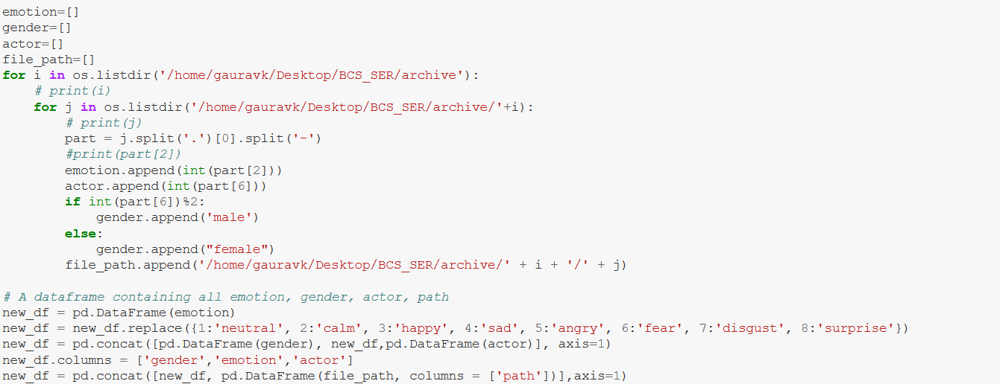 emotion=[]
gender=[]
actor=[]
file_path=[]
for i in os.listdir('/home/gauravk/Desktop/BCS_SER/archive'):
    # print(i)
    for j in os.listdir('/home/gauravk/Desktop/BCS_SER/archive/'+i):
        # print(j)
        part = j.split('.')[0].split('-')
        #print(part[2])
        emotion.append(int(part[2]))
        actor.append(int(part[6]))
        if int(part[6])%2:
            gender.append('male')
        else:
            gender.append("female")
        file_path.append('/home/gauravk/Desktop/BCS_SER/archive/' + i + '/' + j)

# A dataframe containing all emotion, gender, actor, path
new_df = pd.DataFrame(emotion)
new_df = new_df.replace({1:'neutral', 2:'calm', 3:'happy', 4:'sad', 5:'angry', 6:'fear', 7:'disgust', 8:'surprise'})
new_df = pd.concat([pd.DataFrame(gender), new_df,pd.DataFrame(actor)], axis=1)
new_df.columns = ['gender','emotion','actor']
new_df = pd.concat([new_df, pd.DataFrame(file_path, columns = ['path'])],axis=1)